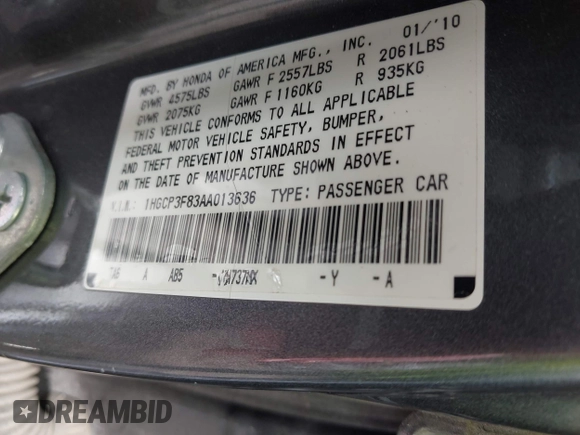 MFD. BY HONDA OF AMERICA MFG., INC. 01/'10
GVWR 4575LBS GAWR F 2557LBS R 2061LBS
GVWR 2075KG GAWR F 1160KG R 935KG
THIS VEHICLE CONFORMS TO ALL APPLICABLE
FEDERAL MOTOR VEHICLE SAFETY, BUMPER,
AND THEFT PREVENTION STANDARDS IN EFFECT
ON THE DATE OF MANUFACTURE SHOWN ABOVE.
V.I.N.: 1HGCP3F83AA013636 TYPE: PASSENGER CAR
A AB5 -Y -A
DREAMBID